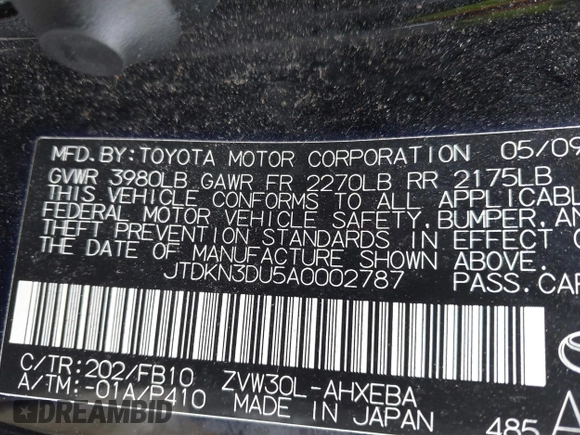 MFD. BY: TOYOTA MOTOR CORPORATION 05/09
GVWR 3980LB GAWR FR 2270LB RR 2175LB
THIS VEHICLE CONFORMS TO ALL APPLICABLE
FEDERAL MOTOR VEHICLE SAFETY, BUMPER, AN
THEFT PREVENTION STANDARDS IN EFFECT O
THE DATE OF MANUFACTURE SHOWN ABOVE.
JTDKN3DU5A0002787 PASS. CAR
C/TR: 202/FB10 ZVW30L-AHXEBA
A/TM: -01A/P410 MADE IN JAPAN 485
DREAMBID